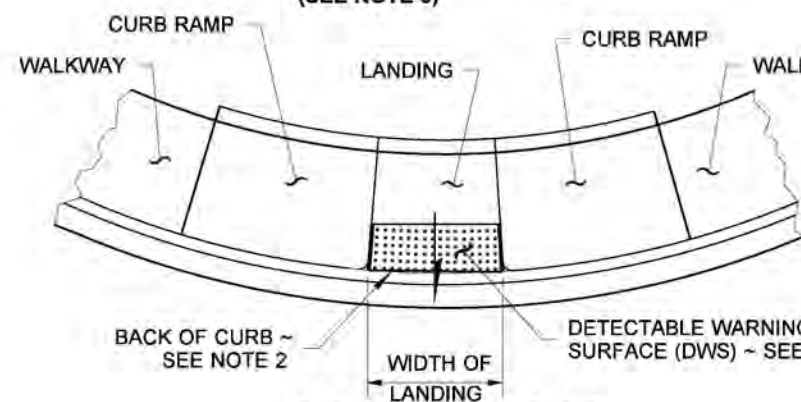 CURB RAMP
WALKWAY
LANDING
CURB RAMP
BACK OF CURB ~
SEE NOTE 2
WIDTH OF
LANDING
DETECTABLE WARNING
SURFACE (DWS) ~ SEE